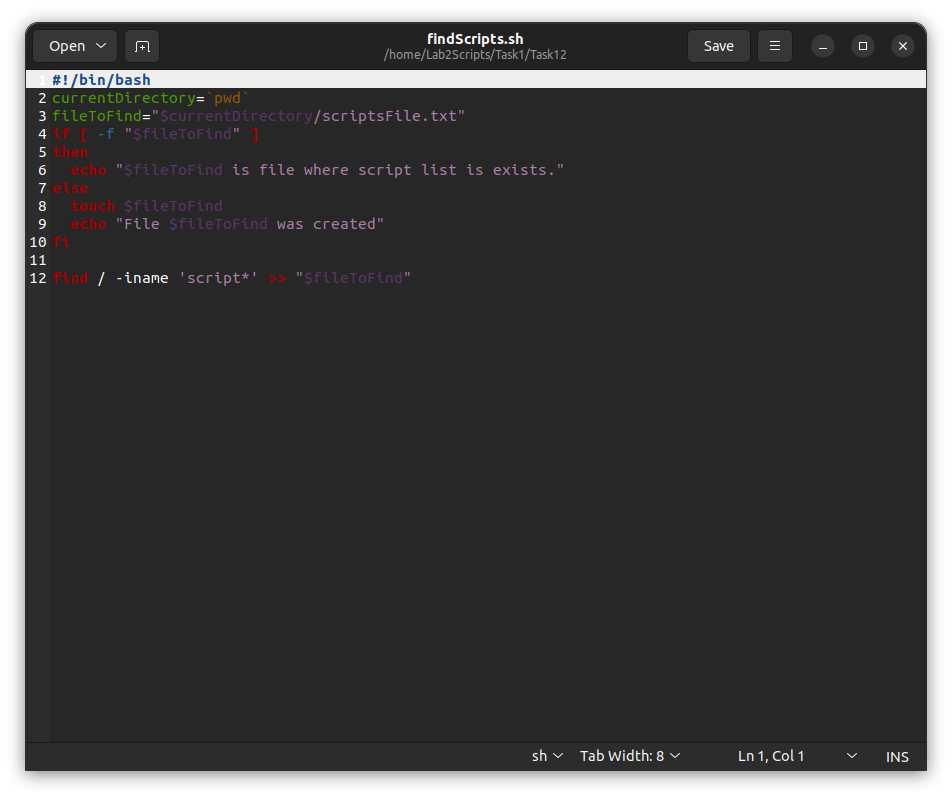 Open
findScripts.sh
/home/Lab2Scripts/Task1/Task12
Save
1 #!/bin/bash
2 currentDirectory=`pwd`
3 fileToFind="$currentDirectory/scriptsFile.txt"
4 if [ -f "$fileToFind" ]
5 then
6   echo "$fileToFind is file where script list is exists."
7 else
8   touch $fileToFind
9   echo "File $fileToFind was created"
10 fi
11
12 find / -iname 'script*' >> "$fileToFind"
sh Tab Width: 8 Ln 1, Col 1 INS